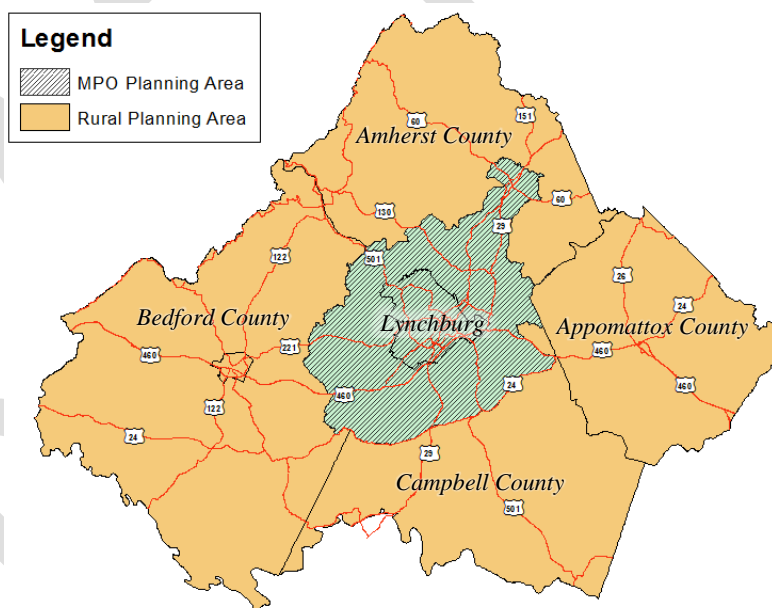 Legend
MPO Planning Area
Rural Planning Area
60
151
Amherst County
60
130
29
501
122
26
24
Bedford County
Lynchburg
Appomattox County
460
221
460
460
460
24
122
24
29
Campbell County
501